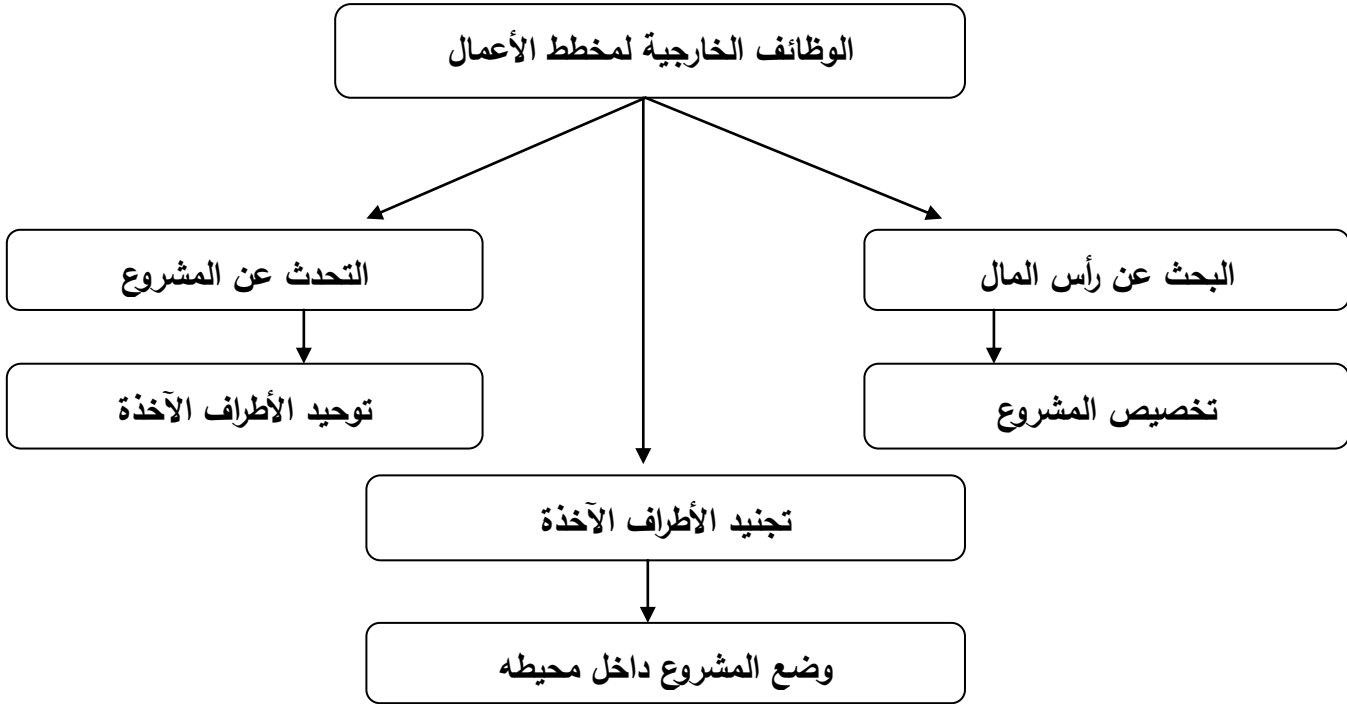 الوظائف الخارجية لمخطط الأعمال
البحث عن رأس المال
التحدث عن المشروع
تخصيص المشروع
توحيد الأطراف الآخذة
تجنيد الأطراف الآخذة
وضع المشروع داخل محيطه